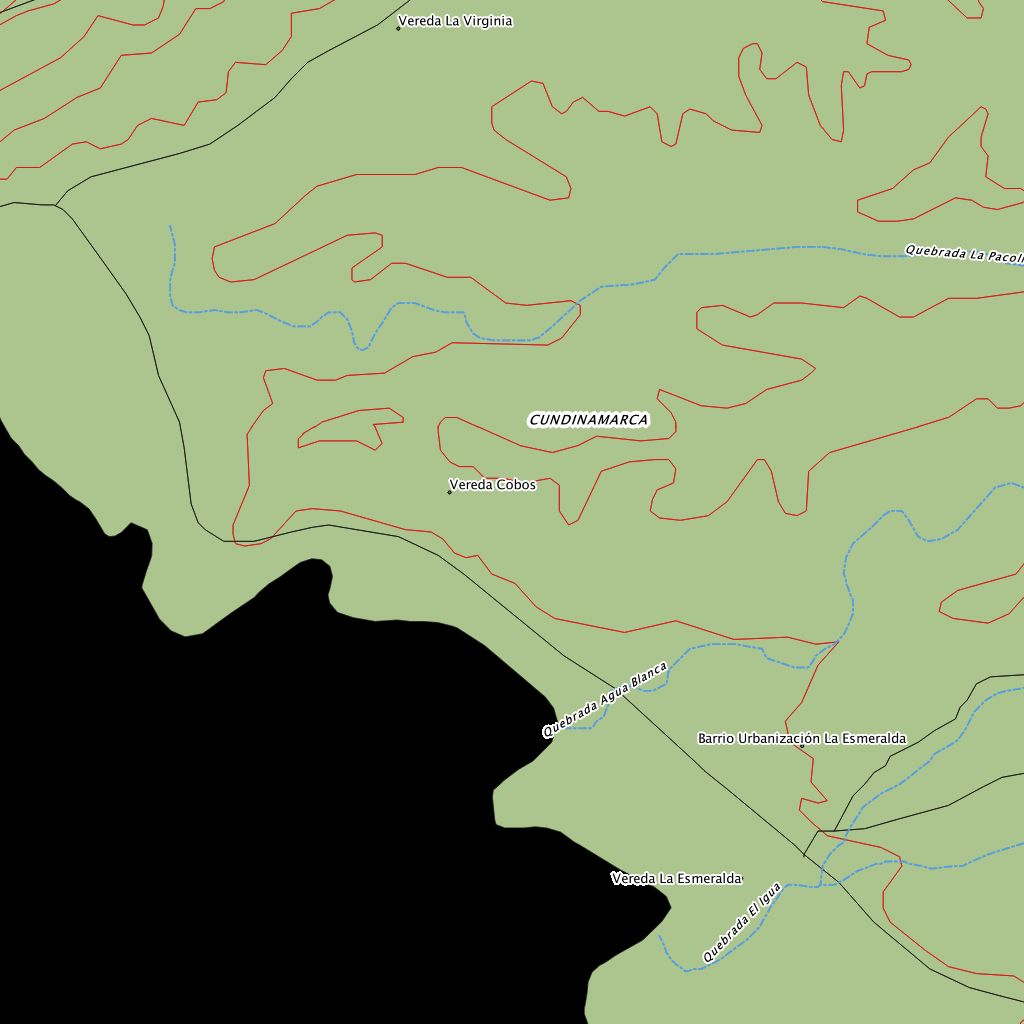 Vereda La Virginia
Quebrada La Pacoli
CUNDINAMARCA
Vereda Cobos
Quebrada Agua Blanca
Barrio Urbanización La Esmeralda
Vereda La Esmeralda
Quebrada El Igua